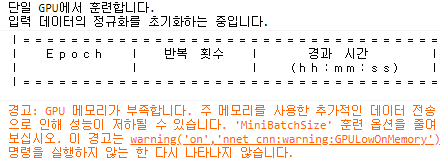 단일 GPU에서 훈련합니다.
입력 데이터의 정규화를 초기화하는 중입니다.
|=======================================
| Epoch | 반복 횟수 | 경과 시간 |
| | | (hh:mm:ss) |
경고: GPU 메모리가 부족합니다. 주 메모리를 사용한 추가적인 데이터 전송
으로 인해 성능이 저하될 수 있습니다. 'MiniBatchSize' 훈련 옵션을 줄여
보십시오. 이 경고는 warning('on','nnet_cnn:warning:GPULowOnMemory')
명령을 실행하지 않는 한 다시 나타나지 않습니다.